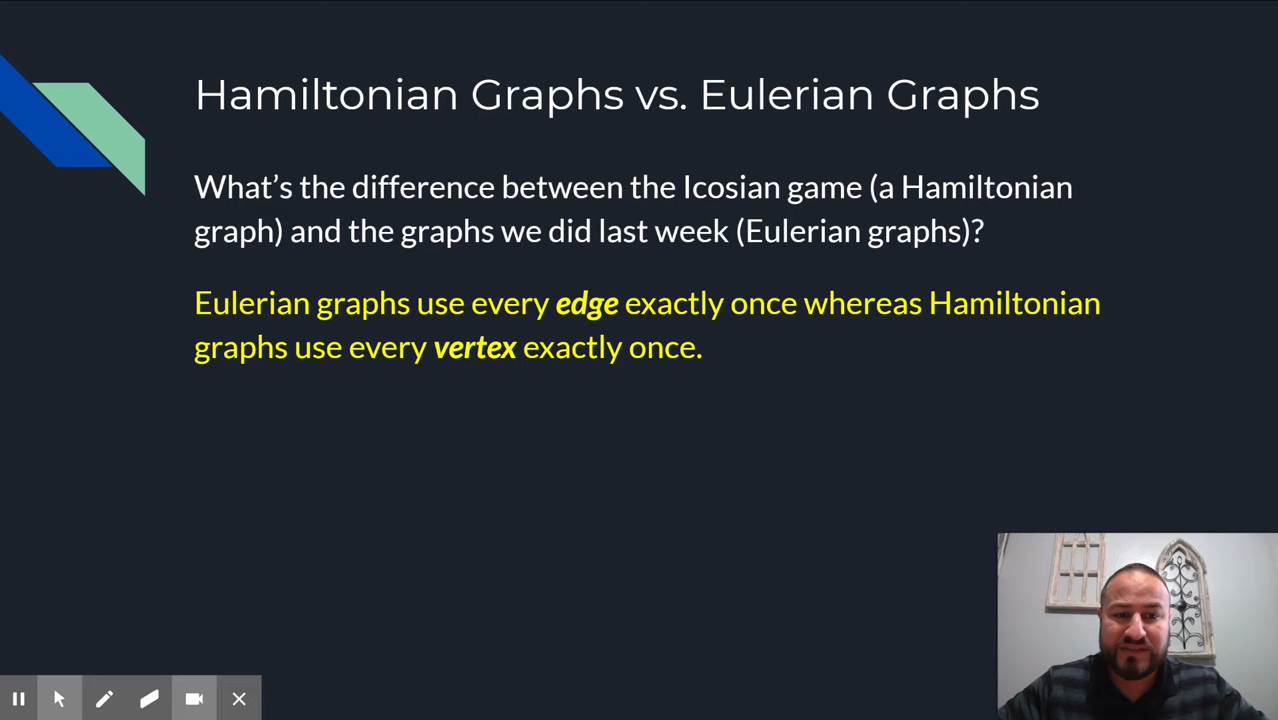 Hamiltonian Graphs vs. Eulerian Graphs
What’s the difference between the Icosian game (a Hamiltonian
graph) and the graphs we did last week (Eulerian graphs)?
Eulerian graphs use every edge exactly once whereas Hamiltonian
graphs use every vertex exactly once.